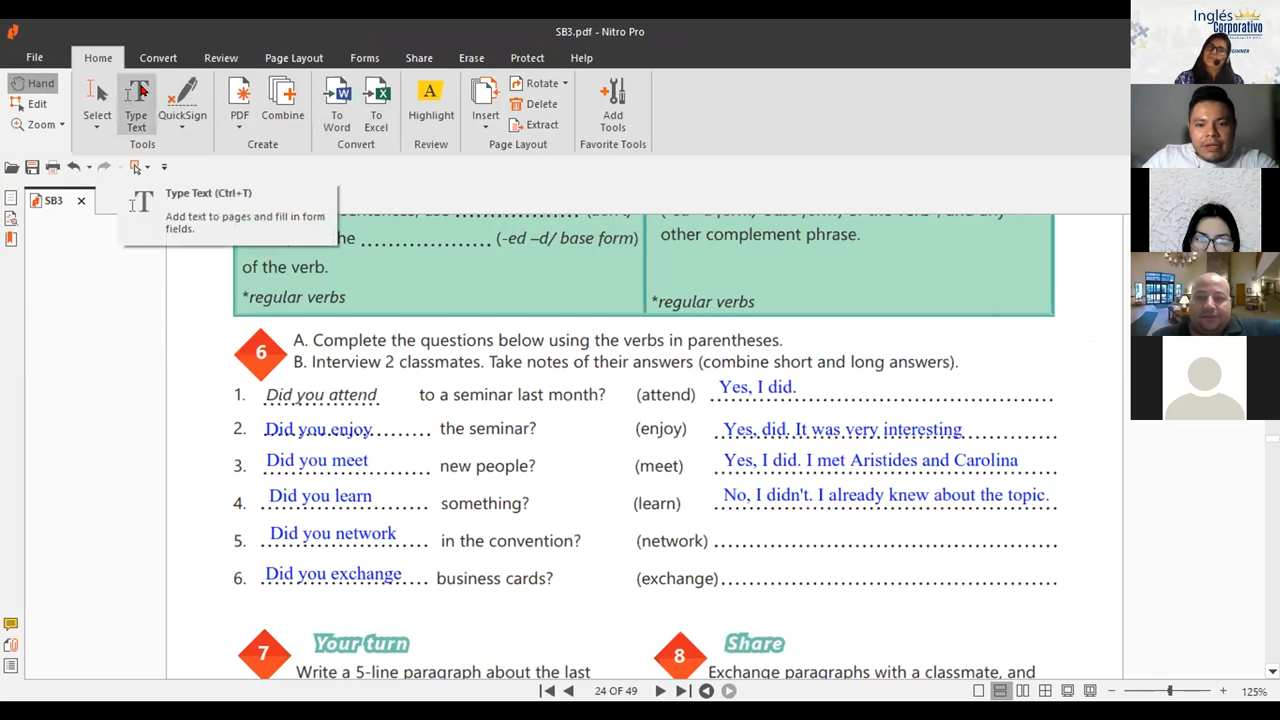 SB3.pdf - Nitro Pro
File Home Convert Review Page Layout Forms Share Erase Protect Help
Hand
Edit
Zoom
Select
Type Text
QuickSign
Tools
PDF
Combine
Create
To Word
To Excel
Convert
Highlight
Review
Insert
Rotate
Delete
Extract
Page Layout
Add Tools
Favorite Tools
SB3
Type Text (Ctrl+T)
Add text to pages and fill in form fields.
(-ed –d/ base form)
of the verb.
*regular verbs
other complement phrase.
*regular verbs
6
A. Complete the questions below using the verbs in parentheses.
B. Interview 2 classmates. Take notes of their answers (combine short and long answers).
1. Did you attend to a seminar last month? (attend) Yes, I did.
2. Did you enjoy the seminar? (enjoy) Yes, did. It was very interesting
3. Did you meet new people? (meet) Yes, I did. I met Aristides and Carolina
4. Did you learn something? (learn) No, I didn't. I already knew about the topic.
5. Did you network in the convention? (network)
6. Did you exchange business cards? (exchange)
7 Your turn
Write a 5-line paragraph about the last
8 Share
Exchange paragraphs with a classmate, and
24 OF 49
125%
Inglés
Corporativo